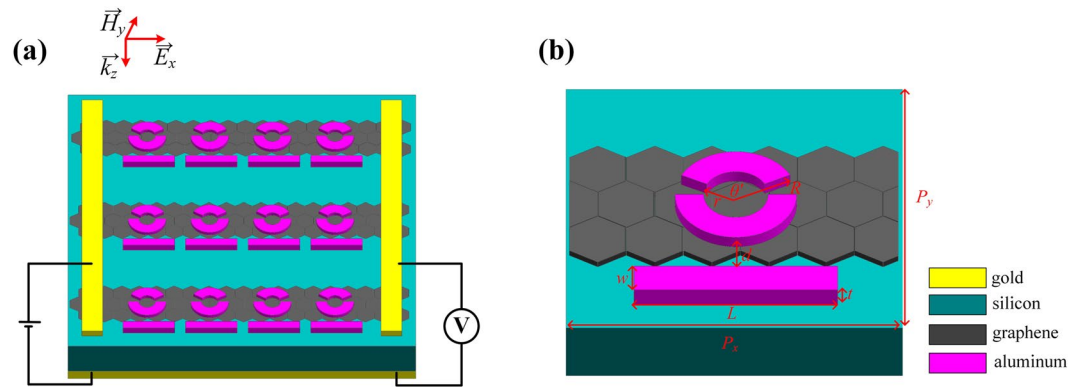 (a)
H⃗y
E⃗x
k⃗z
V
(b)
θ
r
R
d
w
t
L
Px
Py
gold
silicon
graphene
aluminum